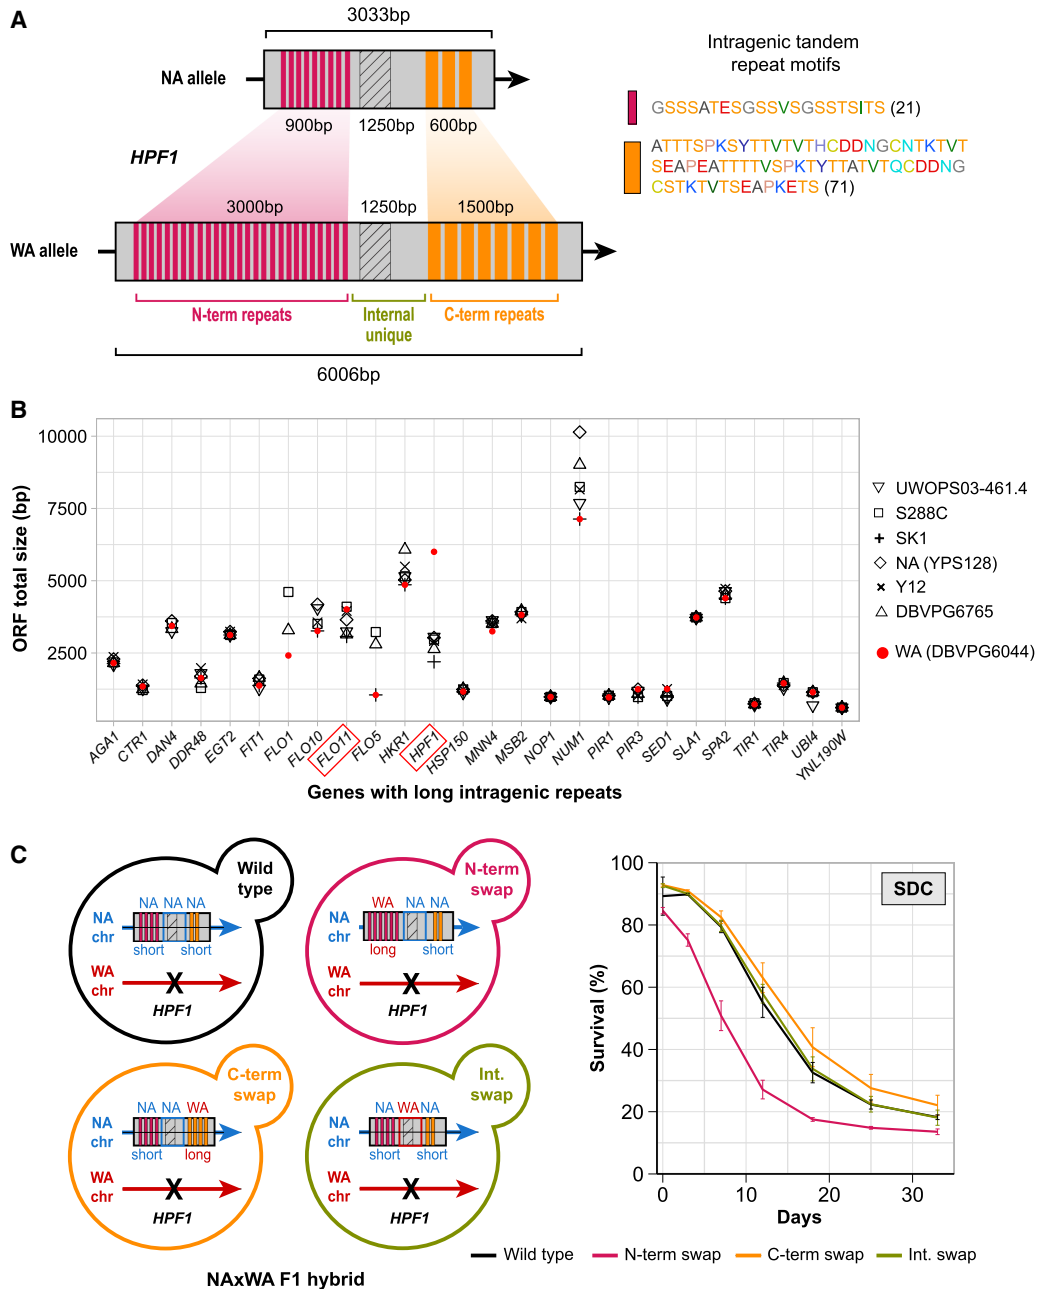 A
3033bp
NA allele
900bp
1250bp
600bp
HPF1
3000bp
1250bp
1500bp
WA allele
N-term repeats
Internal
unique
C-term repeats
6006bp
Intragenic tandem
repeat motifs
GSSSATESGSSVSGSSTSITS (21)
ATTTSPKSYTTVTVTHCDDNGCNTKTVT
SEAPEATTTTVSPKTYTTATVTQCDDNG
CSTKTVTSEAPKETS (71)
B
ORF total size (bp)
10000
7500
5000
2500
AGA1
CTR1
DAN4
DDR48
EGT2
FIT1
FLO1
FLO10
FLO11
FLO5
HKR1
HPF1
HSP150
MNN4
MSB2
NOP1
NUM1
PIR1
PIR3
SED1
SLA1
SPA2
TIR1
TIR4
UBI4
YNL190W
Genes with long intragenic repeats
UWOPS03-461.4
S288C
SK1
NA (YPS128)
Y12
DBVPG6765
WA (DBVPG6044)
C
Wild
type
NA NA NA
NA
chr
short short
WA
chr
X
HPF1
N-term
swap
WA NA NA
NA
chr
long short
WA
chr
X
HPF1
C-term
swap
NA NA WA
NA
chr
short long
WA
chr
X
HPF1
Int.
swap
NA WA NA
NA
chr
short short
WA
chr
X
HPF1
NAxWA F1 hybrid
SDC
Survival (%)
100
80
60
40
20
0
0 10 20 30
Days
Wild type
N-term swap
C-term swap
Int. swap